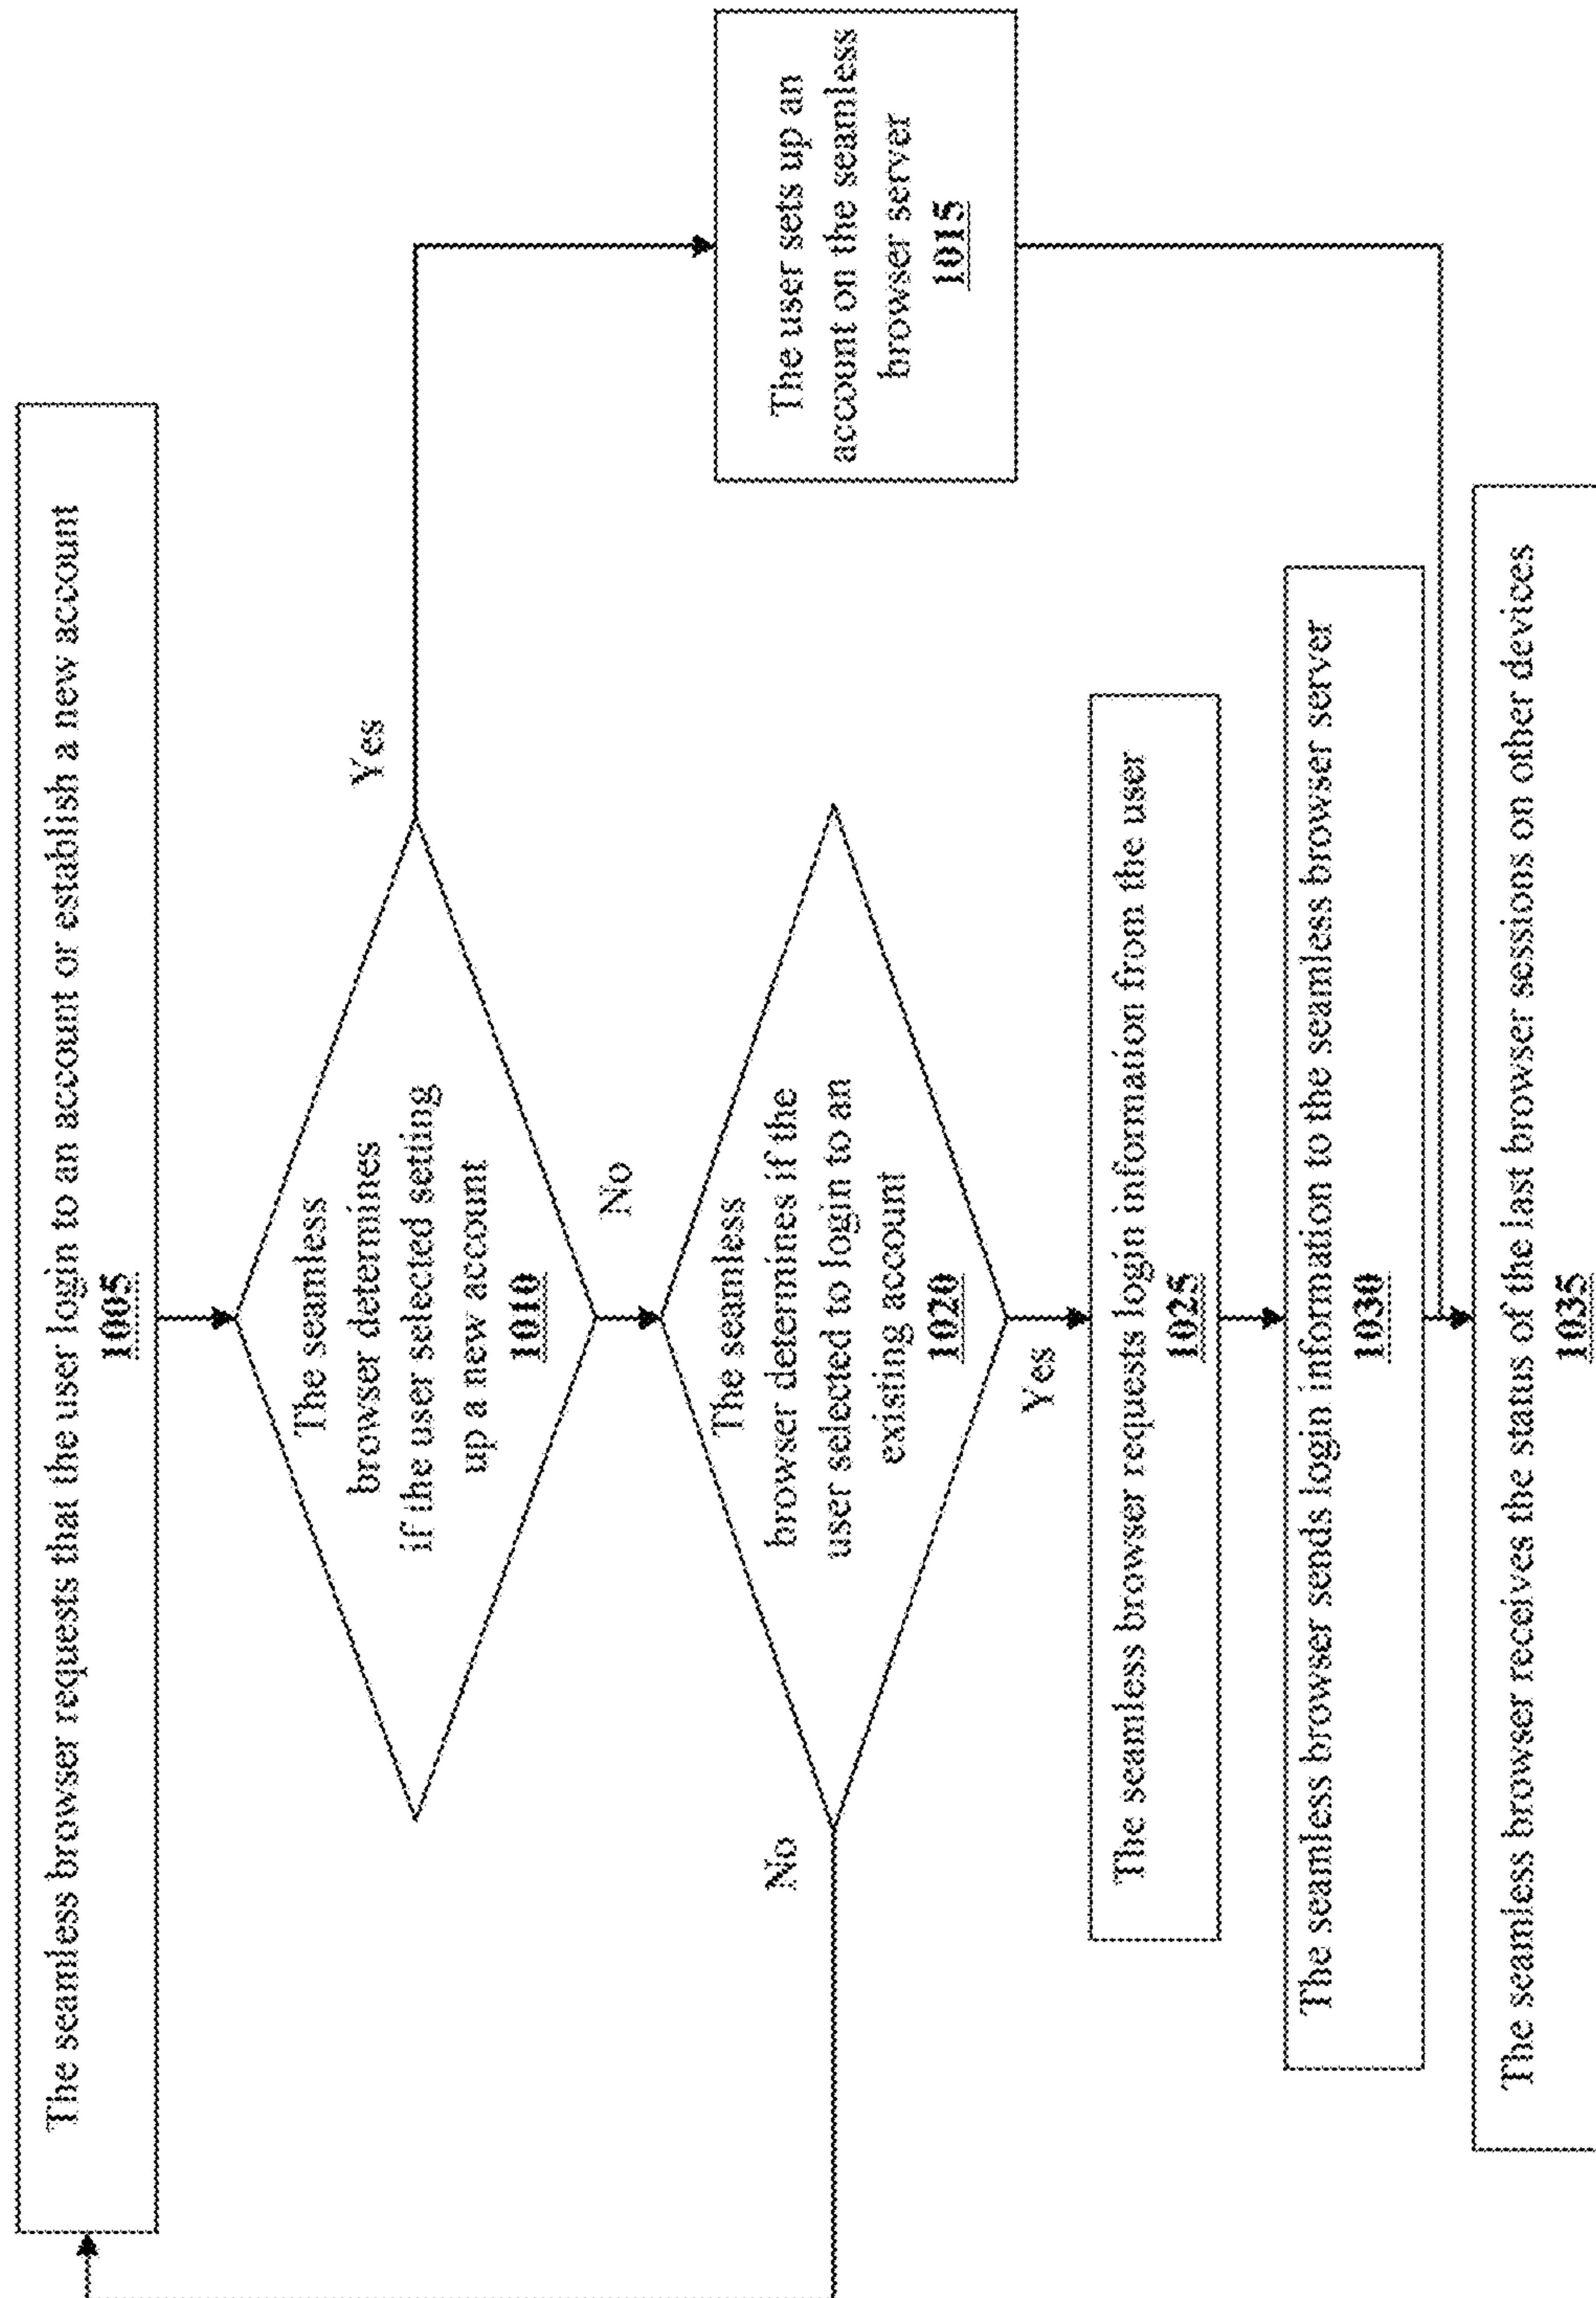 The seamless browser requests that the user login to an account or establish a new account
1005
The seamless
browser determines
if the user selected setting
up a new account
1010
Yes
No
The user sets up an
account on the seamless
browser server
1015
The seamless
browser determines if the
user selected to login to an
existing account
1020
No
Yes
The seamless browser requests login information from the user
1025
The seamless browser sends login information to the seamless browser server
1030
The seamless browser receives the status of the last browser sessions on other devices
1035